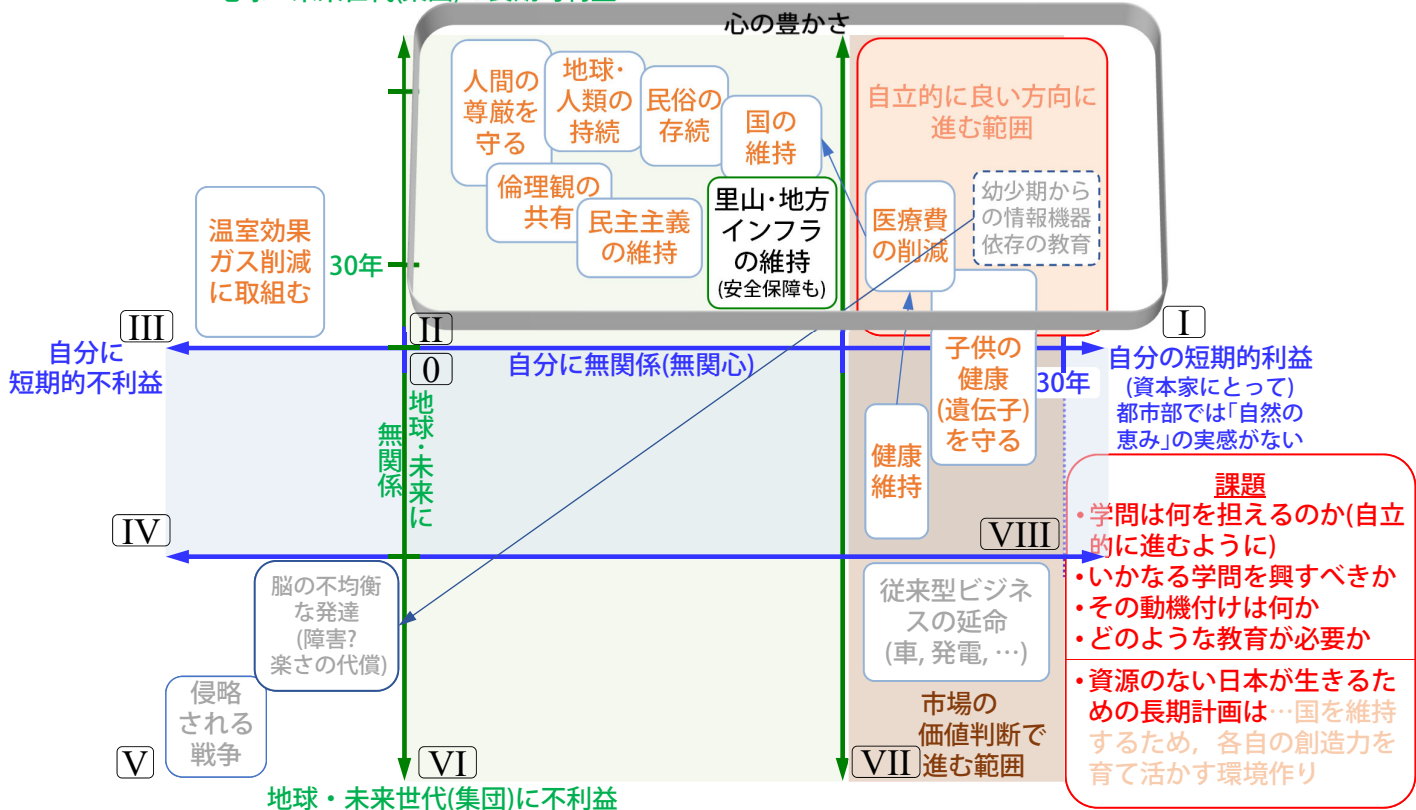 心の豊かさ
人間の
尊厳を
守る
地球・
人類の
持続
民俗の
存続
国の
維持
自立的に良い方向に
進む範囲
倫理観の
共有
民主主義
の維持
里山・地方
インフラ
の維持
(安全保障も)
医療費
の削減
幼少期から
の情報機器
依存の教育
温室効果
ガス削減
に取組む
30年
III
II
I
自分に
短期的不利益
0
自分に無関係(無関心)
子供の
健康
(遺伝子)
を守る
30年
自分の短期的利益
(資本家にとって)
都市部では「自然の
恵み」の実感がない
地球・未来に
無関係
健康
維持
課題
・学問は何を担えるのか(自立
的に進むように)
・いかなる学問を興すべきか
・その動機付けは何か
・どのような教育が必要か
・資源のない日本が生きるた
めの長期計画は…国を維持
するため，各自の創造力を
育て活かす環境作り
IV
VIII
脳の不均衡
な発達
(障害?
楽さの代償)
従来型ビジネ
スの延命
(車, 発電, …)
侵略
される
戦争
市場の
価値判断で
進む範囲
V
VI
VII
地球・未来世代(集団)に不利益